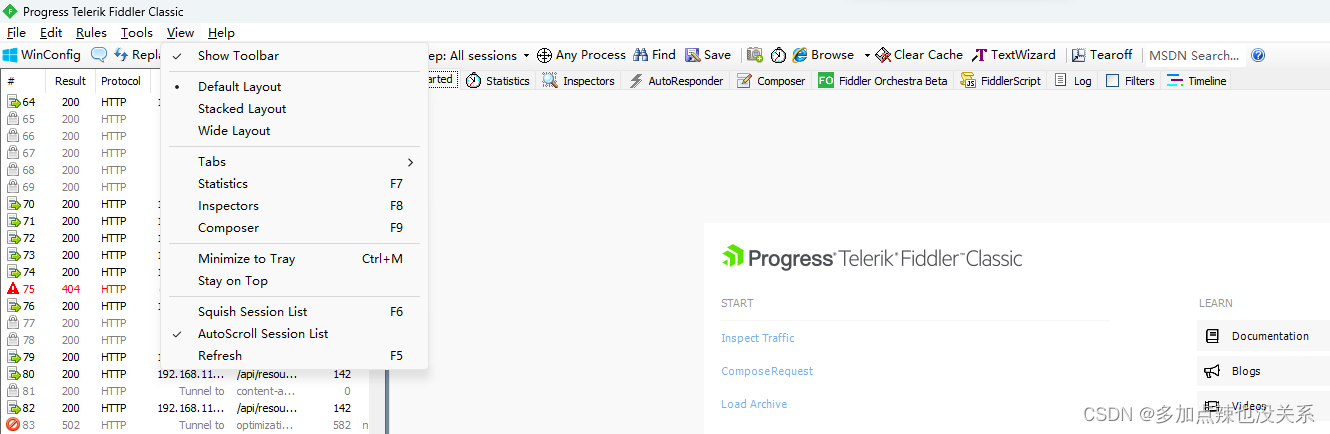 Progress Telerik Fiddler Classic
File Edit Rules Tools View Help
WinConfig Repla ep: All sessions Any Process Find Save Browse Clear Cache TextWizard Tearoff MSDN Search...
# Result Protocol arted Statistics Inspectors AutoResponder Composer FO Fiddler Orchestra Beta FiddlerScript Log Filters Timeline
Show Toolbar
Default Layout
Stacked Layout
Wide Layout
Tabs
Statistics F7
Inspectors F8
Composer F9
Minimize to Tray Ctrl+M
Stay on Top
Squish Session List F6
AutoScroll Session List
Refresh F5
64 200 HTTP
65 200 HTTP
66 200 HTTP
67 200 HTTP
68 200 HTTP
69 200 HTTP
70 200 HTTP
71 200 HTTP
72 200 HTTP
73 200 HTTP
74 200 HTTP
75 404 HTTP
76 200 HTTP
77 200 HTTP
78 200 HTTP
79 200 HTTP
80 200 HTTP 192.168.11... /api/resou... 142
81 200 HTTP Tunnel to content-a... 0
82 200 HTTP 192.168.11... /api/resou... 142
83 502 HTTP Tunnel to optimizati... 582 n
Progress Telerik Fiddler Classic
START
Inspect Traffic
Compose Request
Load Archive
LEARN
Documentation
Blogs
Videos
CSDN @多加点辣也没关系